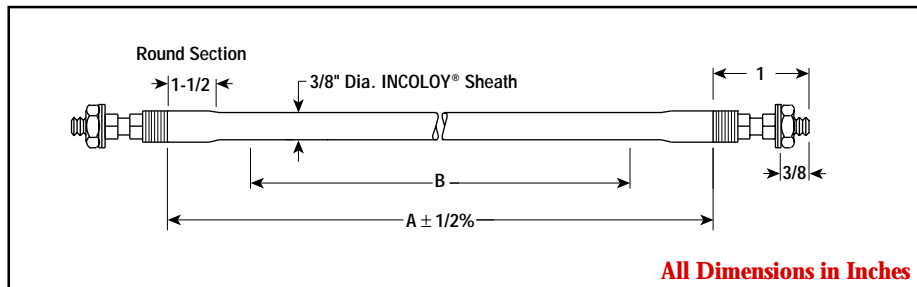 Round Section
1-1/2
3/8" Dia. INCOLOY® Sheath
1
3/8
B
A ± 1/2%
All Dimensions in Inches